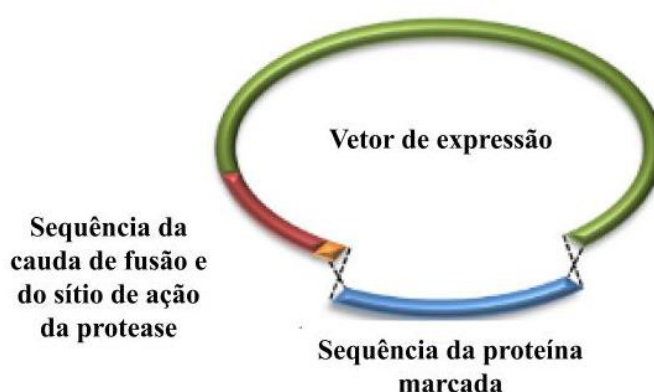 Vetor de expressão
Sequência da
cauda de fusão e
do sítio de ação
da protease
Sequência da proteína
marcada